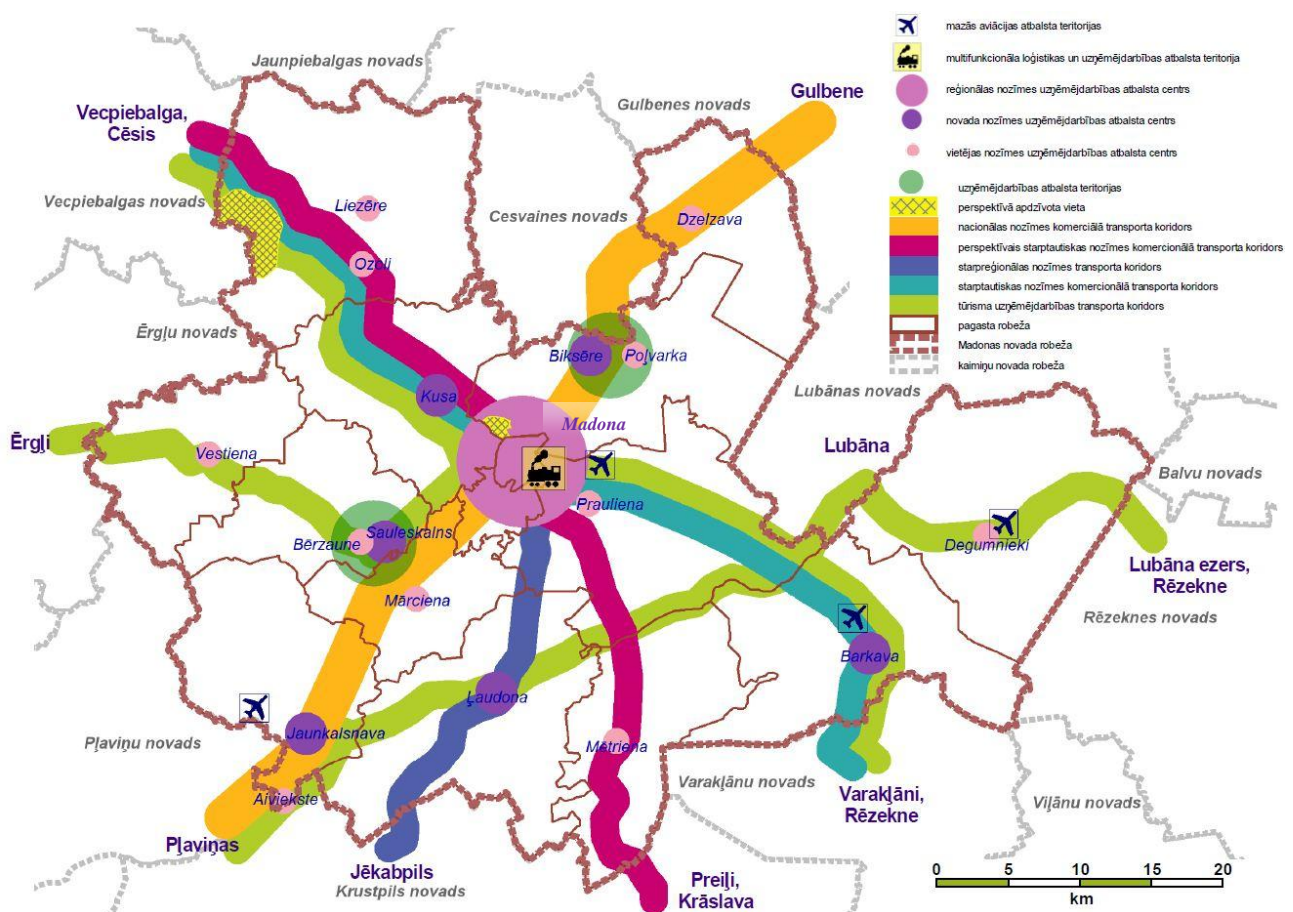 mazās aviācijas atbalsta teritorijas
multifunkcionāla loģistikas un uzņēmējdarbības atbalsta teritorija
reģionālas nozīmes uzņēmējdarbības atbalsta centrs
novada nozīmes uzņēmējdarbības atbalsta centrs
vietējas nozīmes uzņēmējdarbības atbalsta centrs
uzņēmējdarbības atbalsta teritorijas
perspektīvā apdzīvota vieta
nacionālas nozīmes komerciālā transporta koridors
perspektīvais starptautiskas nozīmes komercionālā transporta koridors
starpreģionālas nozīmes transporta koridors
starptautiskas nozīmes komercionālā transporta koridors
tūrisma uzņēmējdarbības transporta koridors
pagasta robeža
Madonas novada robeža
kaimiņu novada robeža
Jaunpiebalgas novads
Gulbenes novads
Gulbene
Vecpiebalga,
Cēsis
Vecpiebalgas novads
Liezēre
Cesvaines novads
Dzelzava
Ozoli
Ērgļu novads
Biksēre
Poļvarka
Kusa
Lubānas novads
Madona
Ērgļi
Vestiena
Lubāna
Balvu novads
Prauliena
Sauleskalns
Bērzaune
Degumnieki
Lubāna ezers,
Rēzekne
Mārciena
Rēzeknes novads
Barkava
Ļaudona
Jaunkalsnava
Pļaviņu novads
Mētriena
Varakļānu novads
Aiviekste
Varakļāni,
Rēzekne
Viļānu novads
Pļaviņas
Jēkabpils
Krustpils novads
Preiļi,
Krāslava
0 5 10 15 20
km